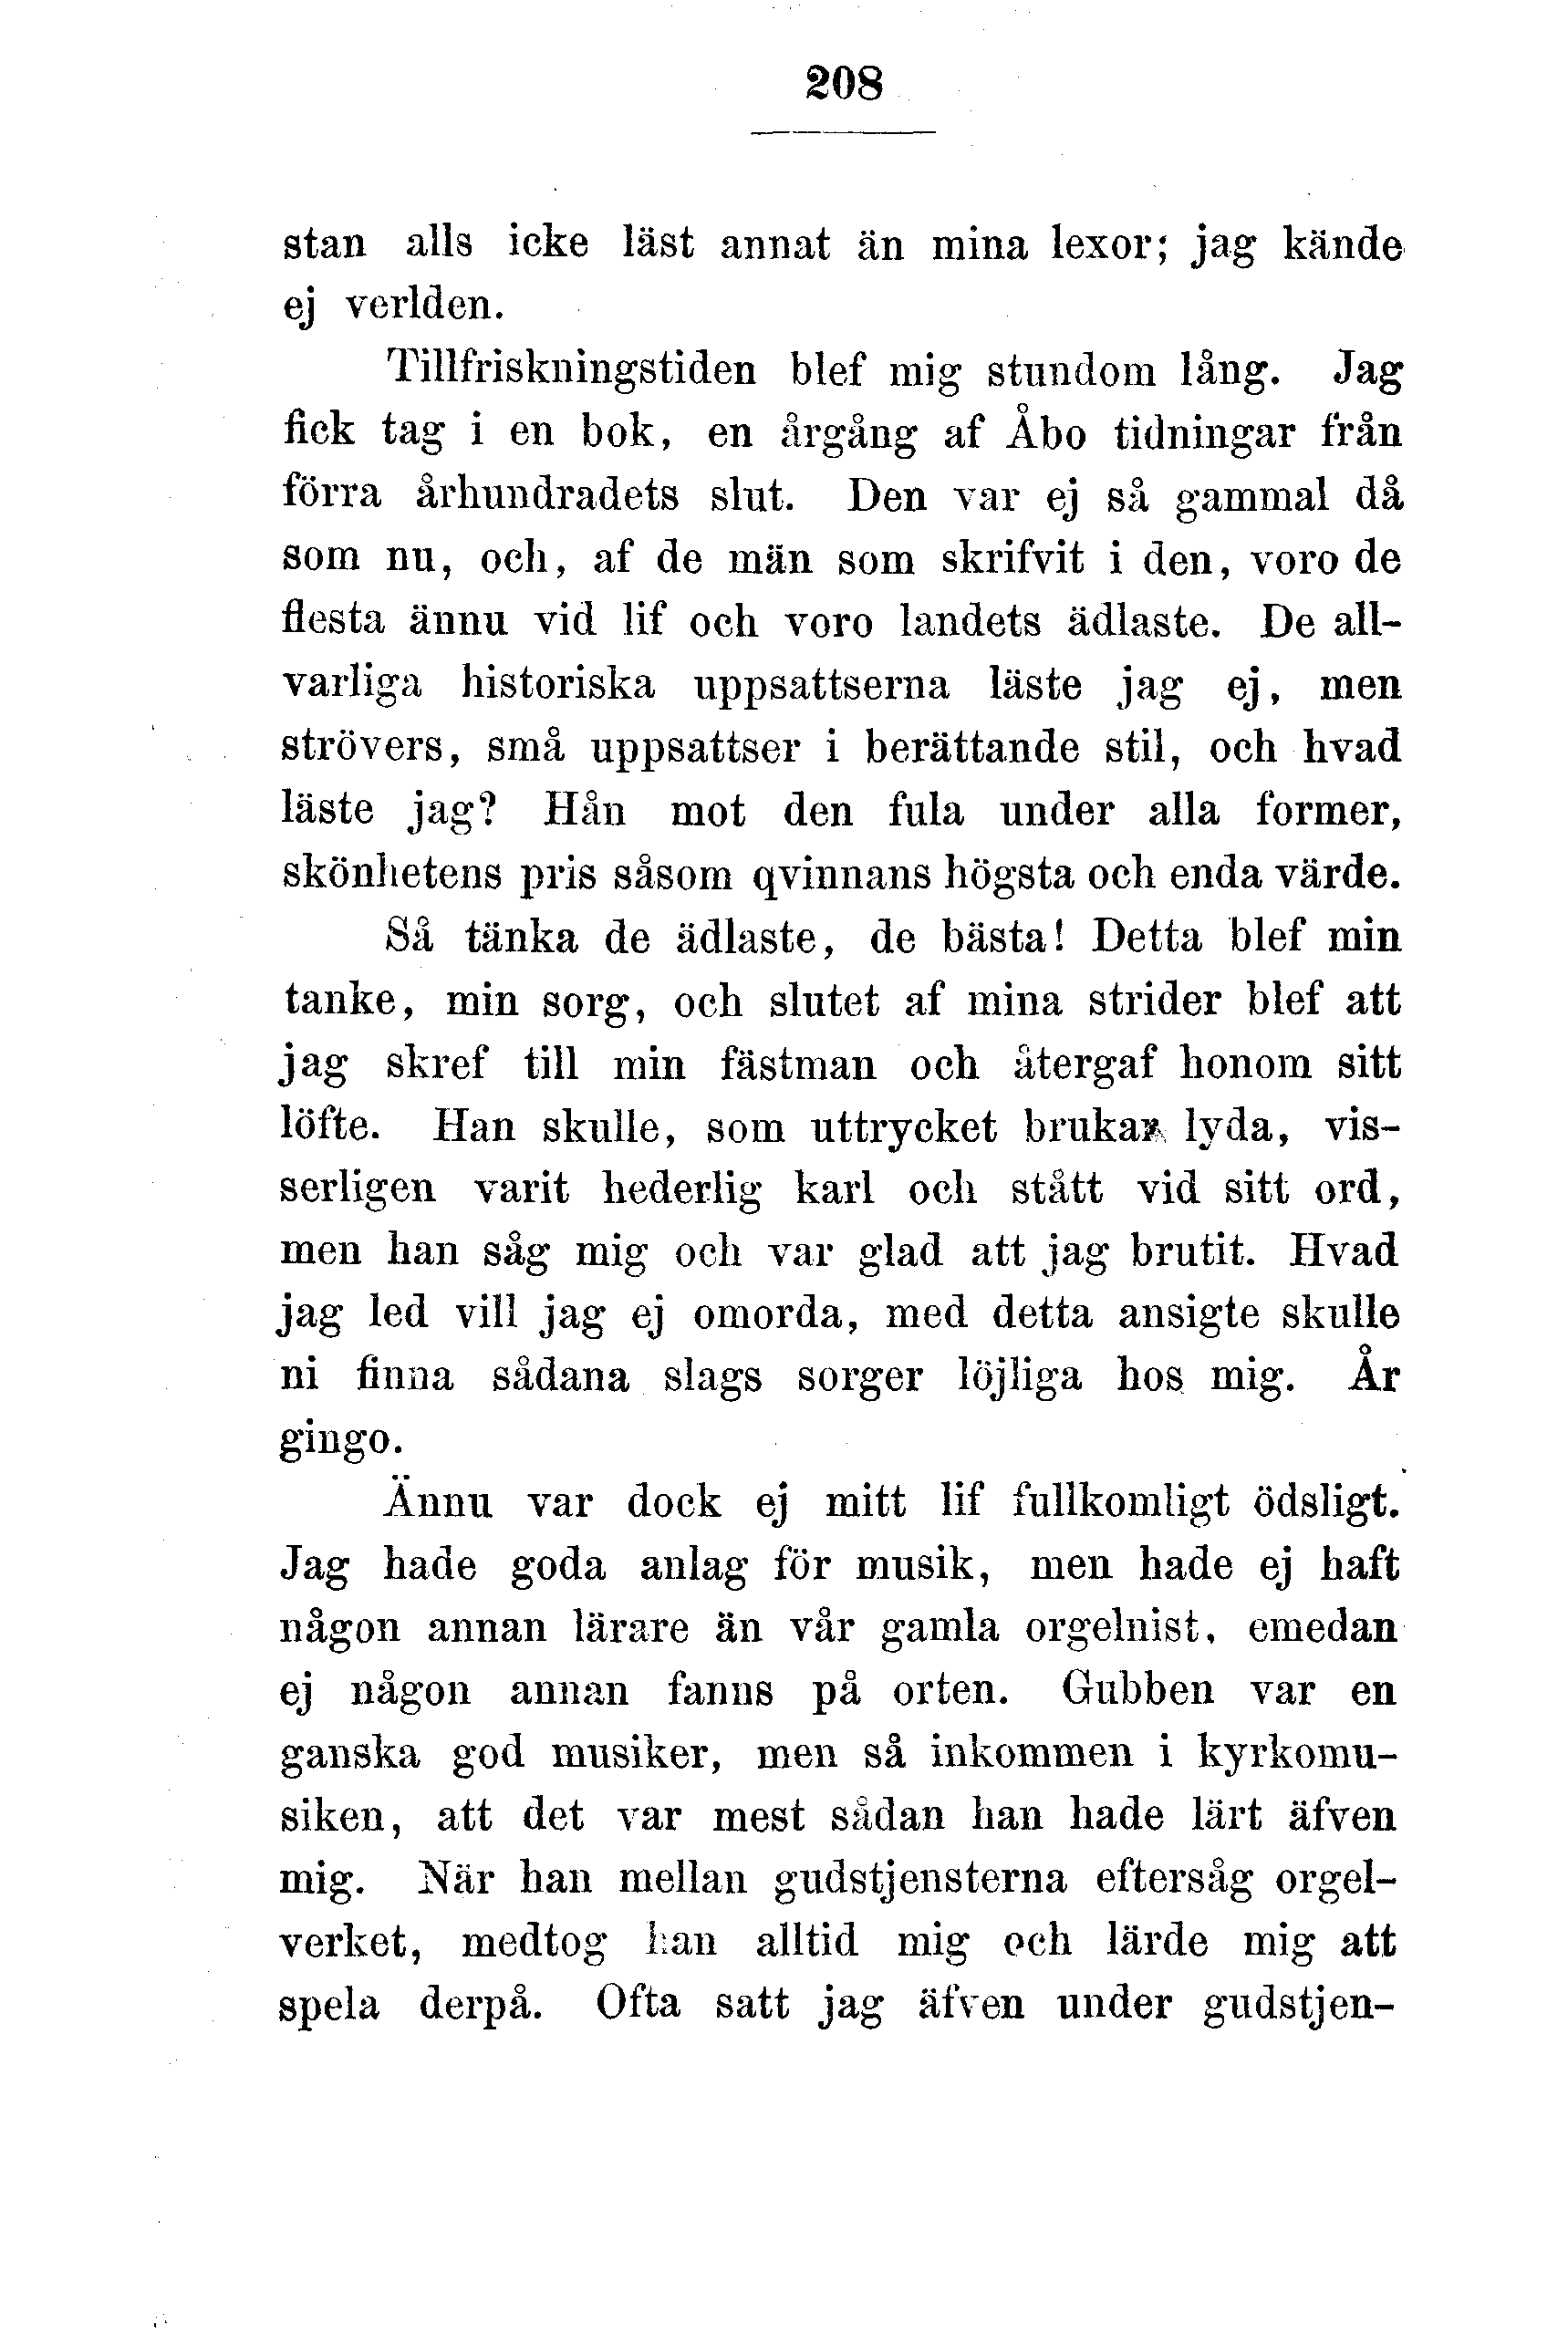 208
stan alls icke läst annat än mina lexor; jag kände
ej verlden.
Tillfriskningstiden blef mig stundom lång. Jag
fick tag i en bok, en årgång af Åbo tidningar från
förra århundradets slut. Den var ej så gammal då
som nu, och, af de män som skrifvit i den, voro de
flesta ännu vid lif och voro landets ädlaste. De all-
varliga historiska uppsattserna läste jag ej, men
strövers, små uppsattser i berättande stil, och hvad
läste jag? Hån mot den fula under alla former,
skönhetens pris såsom qvinnans högsta och enda värde.
Så tänka de ädlaste, de bästa! Detta blef min
tanke, min sorg, och slutet af mina strider blef att
jag skref till min fästman och återgaf honom sitt
löfte. Han skulle, som uttrycket brukar lyda, vis-
serligen varit hederlig karl och stått vid sitt ord,
men han såg mig och var glad att jag brutit. Hvad
jag led vill jag ej omorda, med detta ansigte skulle
ni finna sådana slags sorger löjliga hos mig. År
gingo.
Ännu var dock ej mitt lif fullkomligt ödsligt.
Jag hade goda anlag för musik, men hade ej haft
någon annan lärare än vår gamla orgelnist, emedan
ej någon annan fanns på orten. Gubben var en
ganska god musiker, men så inkommen i kyrkomu-
siken, att det var mest sådan han hade lärt äfven
mig. När han mellan gudstjensterna eftersåg orgel-
verket, medtog han alltid mig och lärde mig att
spela derpå. Ofta satt jag äfven under gudstjen-